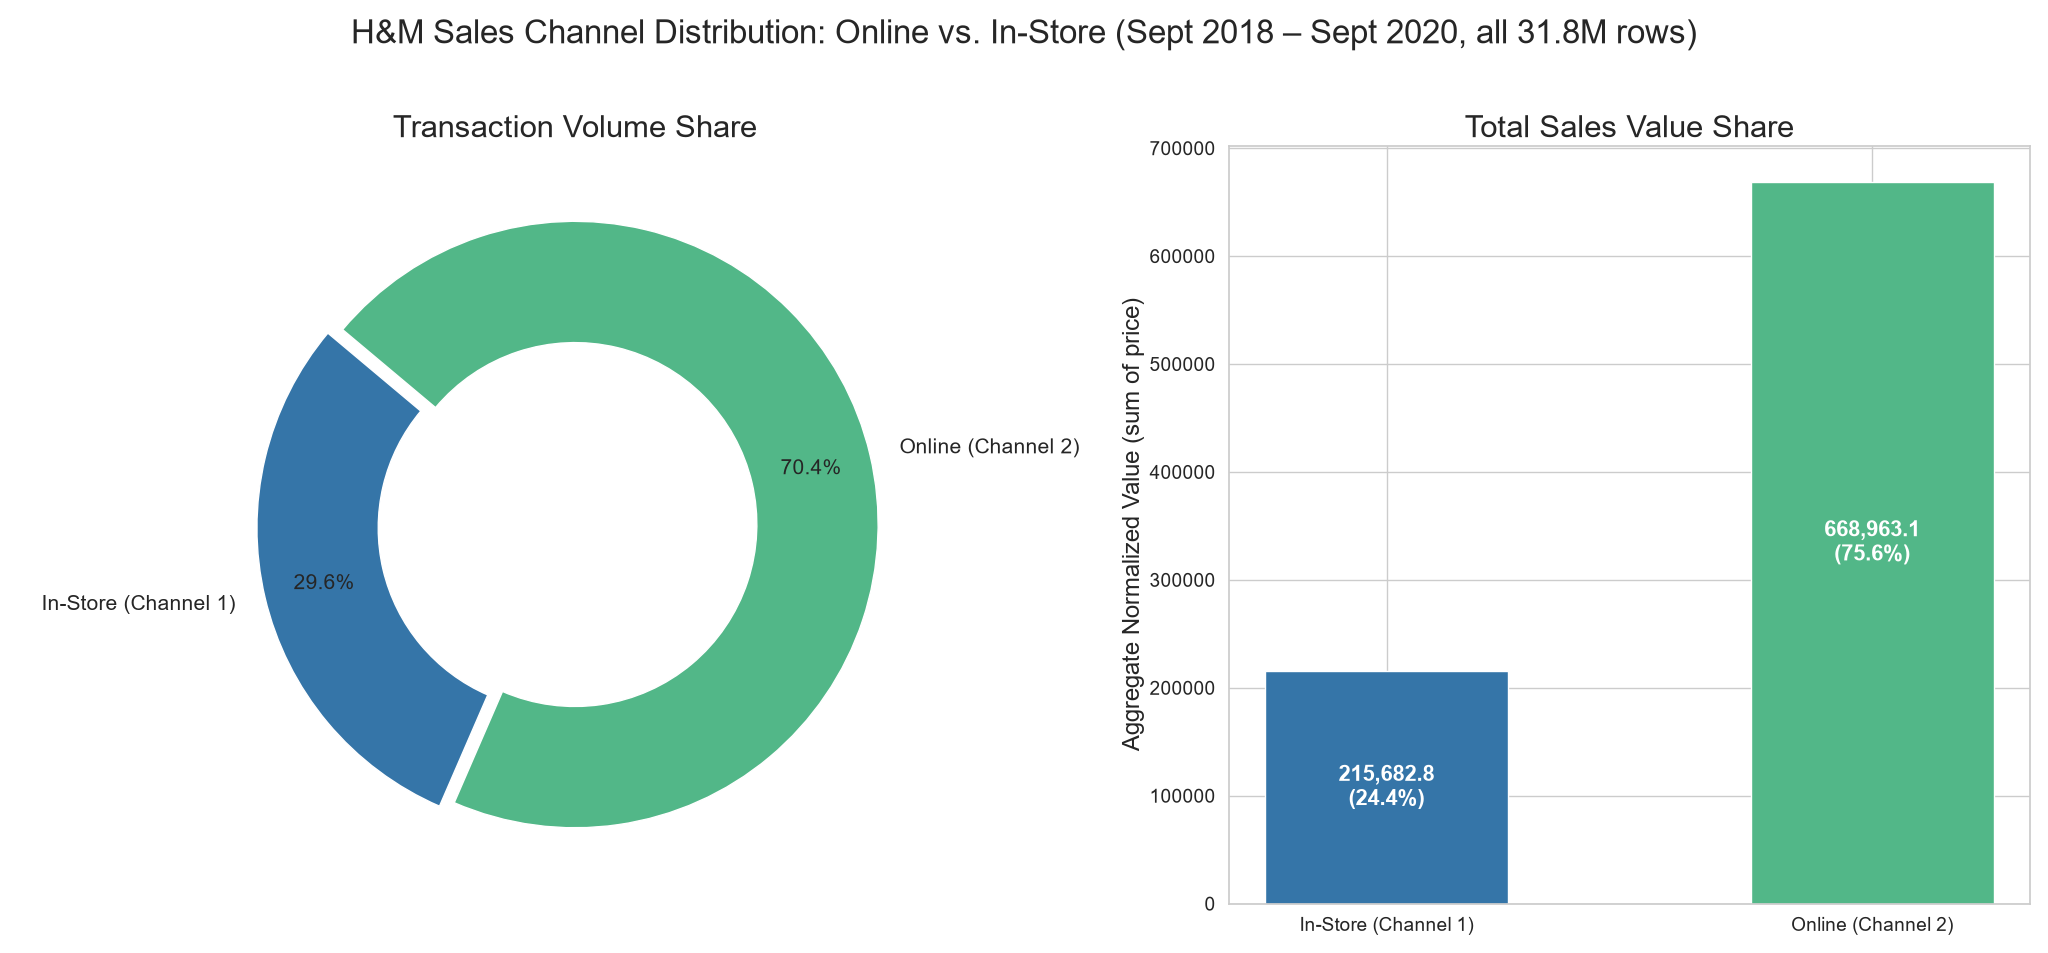 H&M Sales Channel Distribution: Online vs. In-Store (Sept 2018 – Sept 2020, all 31.8M rows)
Transaction Volume Share
Online (Channel 2)
70.4%
29.6%
In-Store (Channel 1)
Total Sales Value Share
Aggregate Normalized Value (sum of price)
700000
600000
500000
400000
300000
200000
100000
0
668,963.1
(75.6%)
215,682.8
(24.4%)
In-Store (Channel 1)
Online (Channel 2)